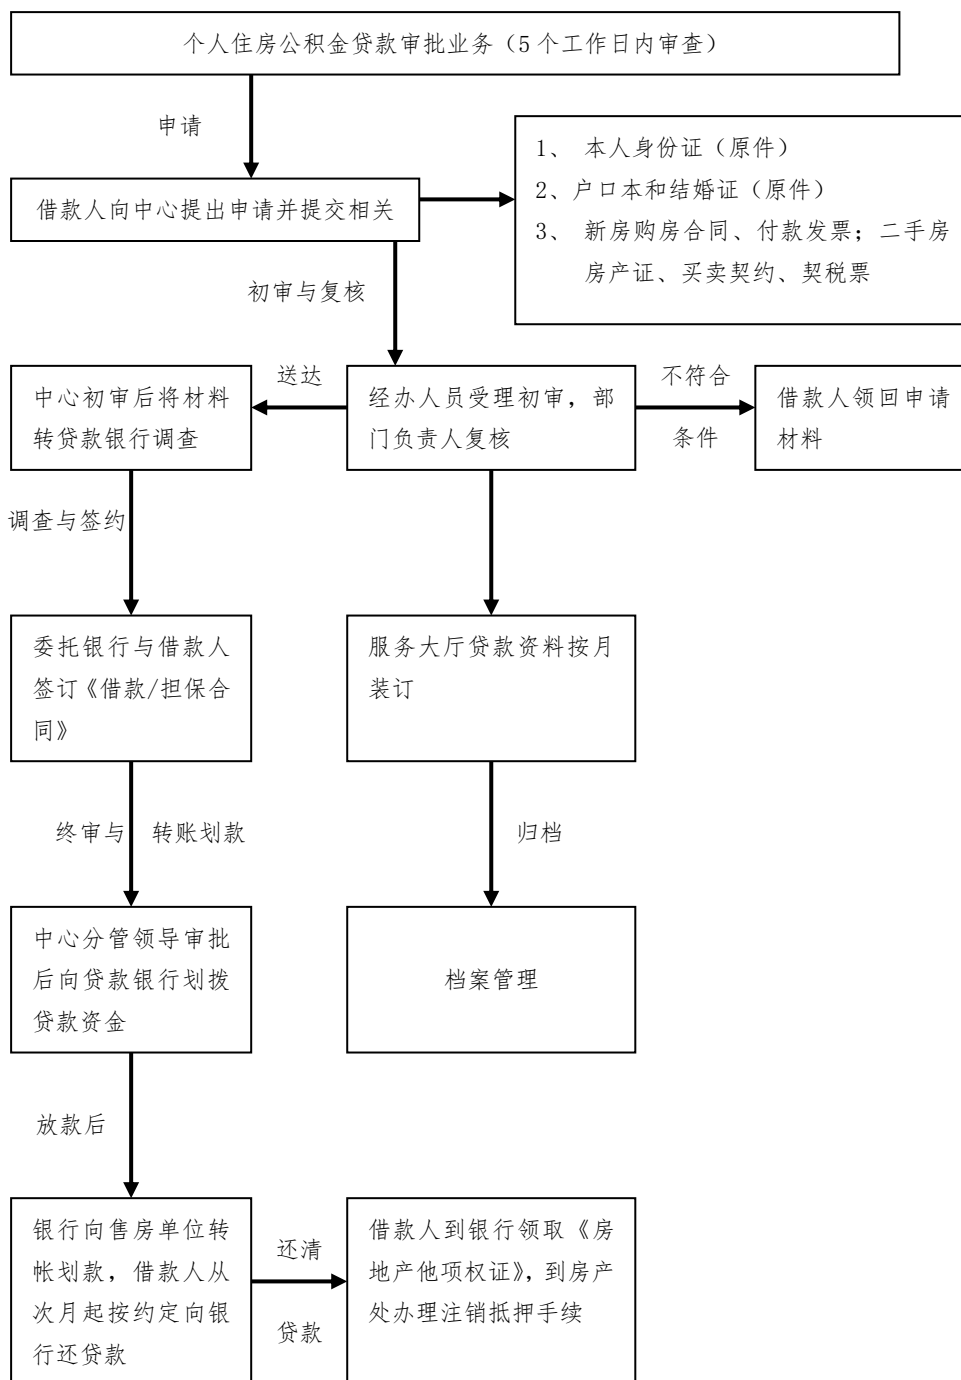 个人住房公积金贷款审批业务（5 个工作日内审查）
申请
1、 本人身份证（原件）
2、户口本和结婚证（原件）
3、 新房购房合同、付款发票；二手房
房产证、买卖契约、契税票
借款人向中心提出申请并提交相关
初审与复核
中心初审后将材料
转贷款银行调查
送达
经办人员受理初审，部
门负责人复核
不符合
条件
借款人领回申请
材料
调查与签约
委托银行与借款人
签订《借款/担保合
同》
服务大厅贷款资料按月
装订
终审与 转账划款
归档
中心分管领导审批
后向贷款银行划拨
贷款资金
档案管理
放款后
银行向售房单位转
帐划款，借款人从
次月起按约定向银
行还贷款
还清
贷款
借款人到银行领取《房
地产他项权证》，到房产
处办理注销抵押手续